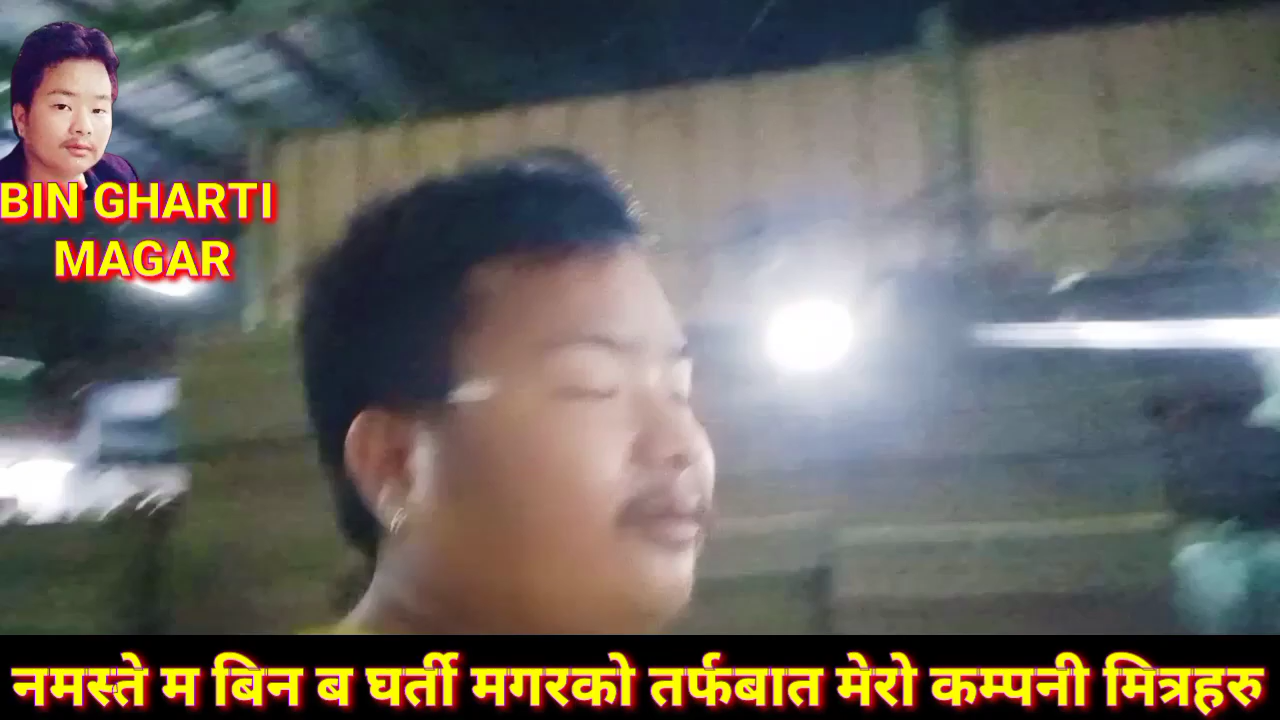 BIN GHARTI
MAGAR
नमस्ते म बिन ब घर्ती मगरको तर्फबात मेरो कम्पनी मित्रहरु